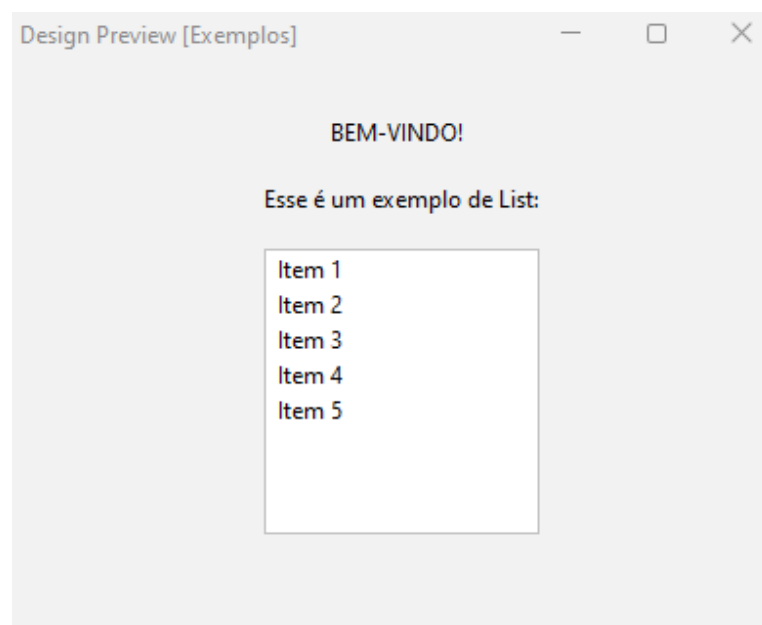 Design Preview [Exemplos]
BEM-VINDO!
Esse é um exemplo de List:
Item 1
Item 2
Item 3
Item 4
Item 5